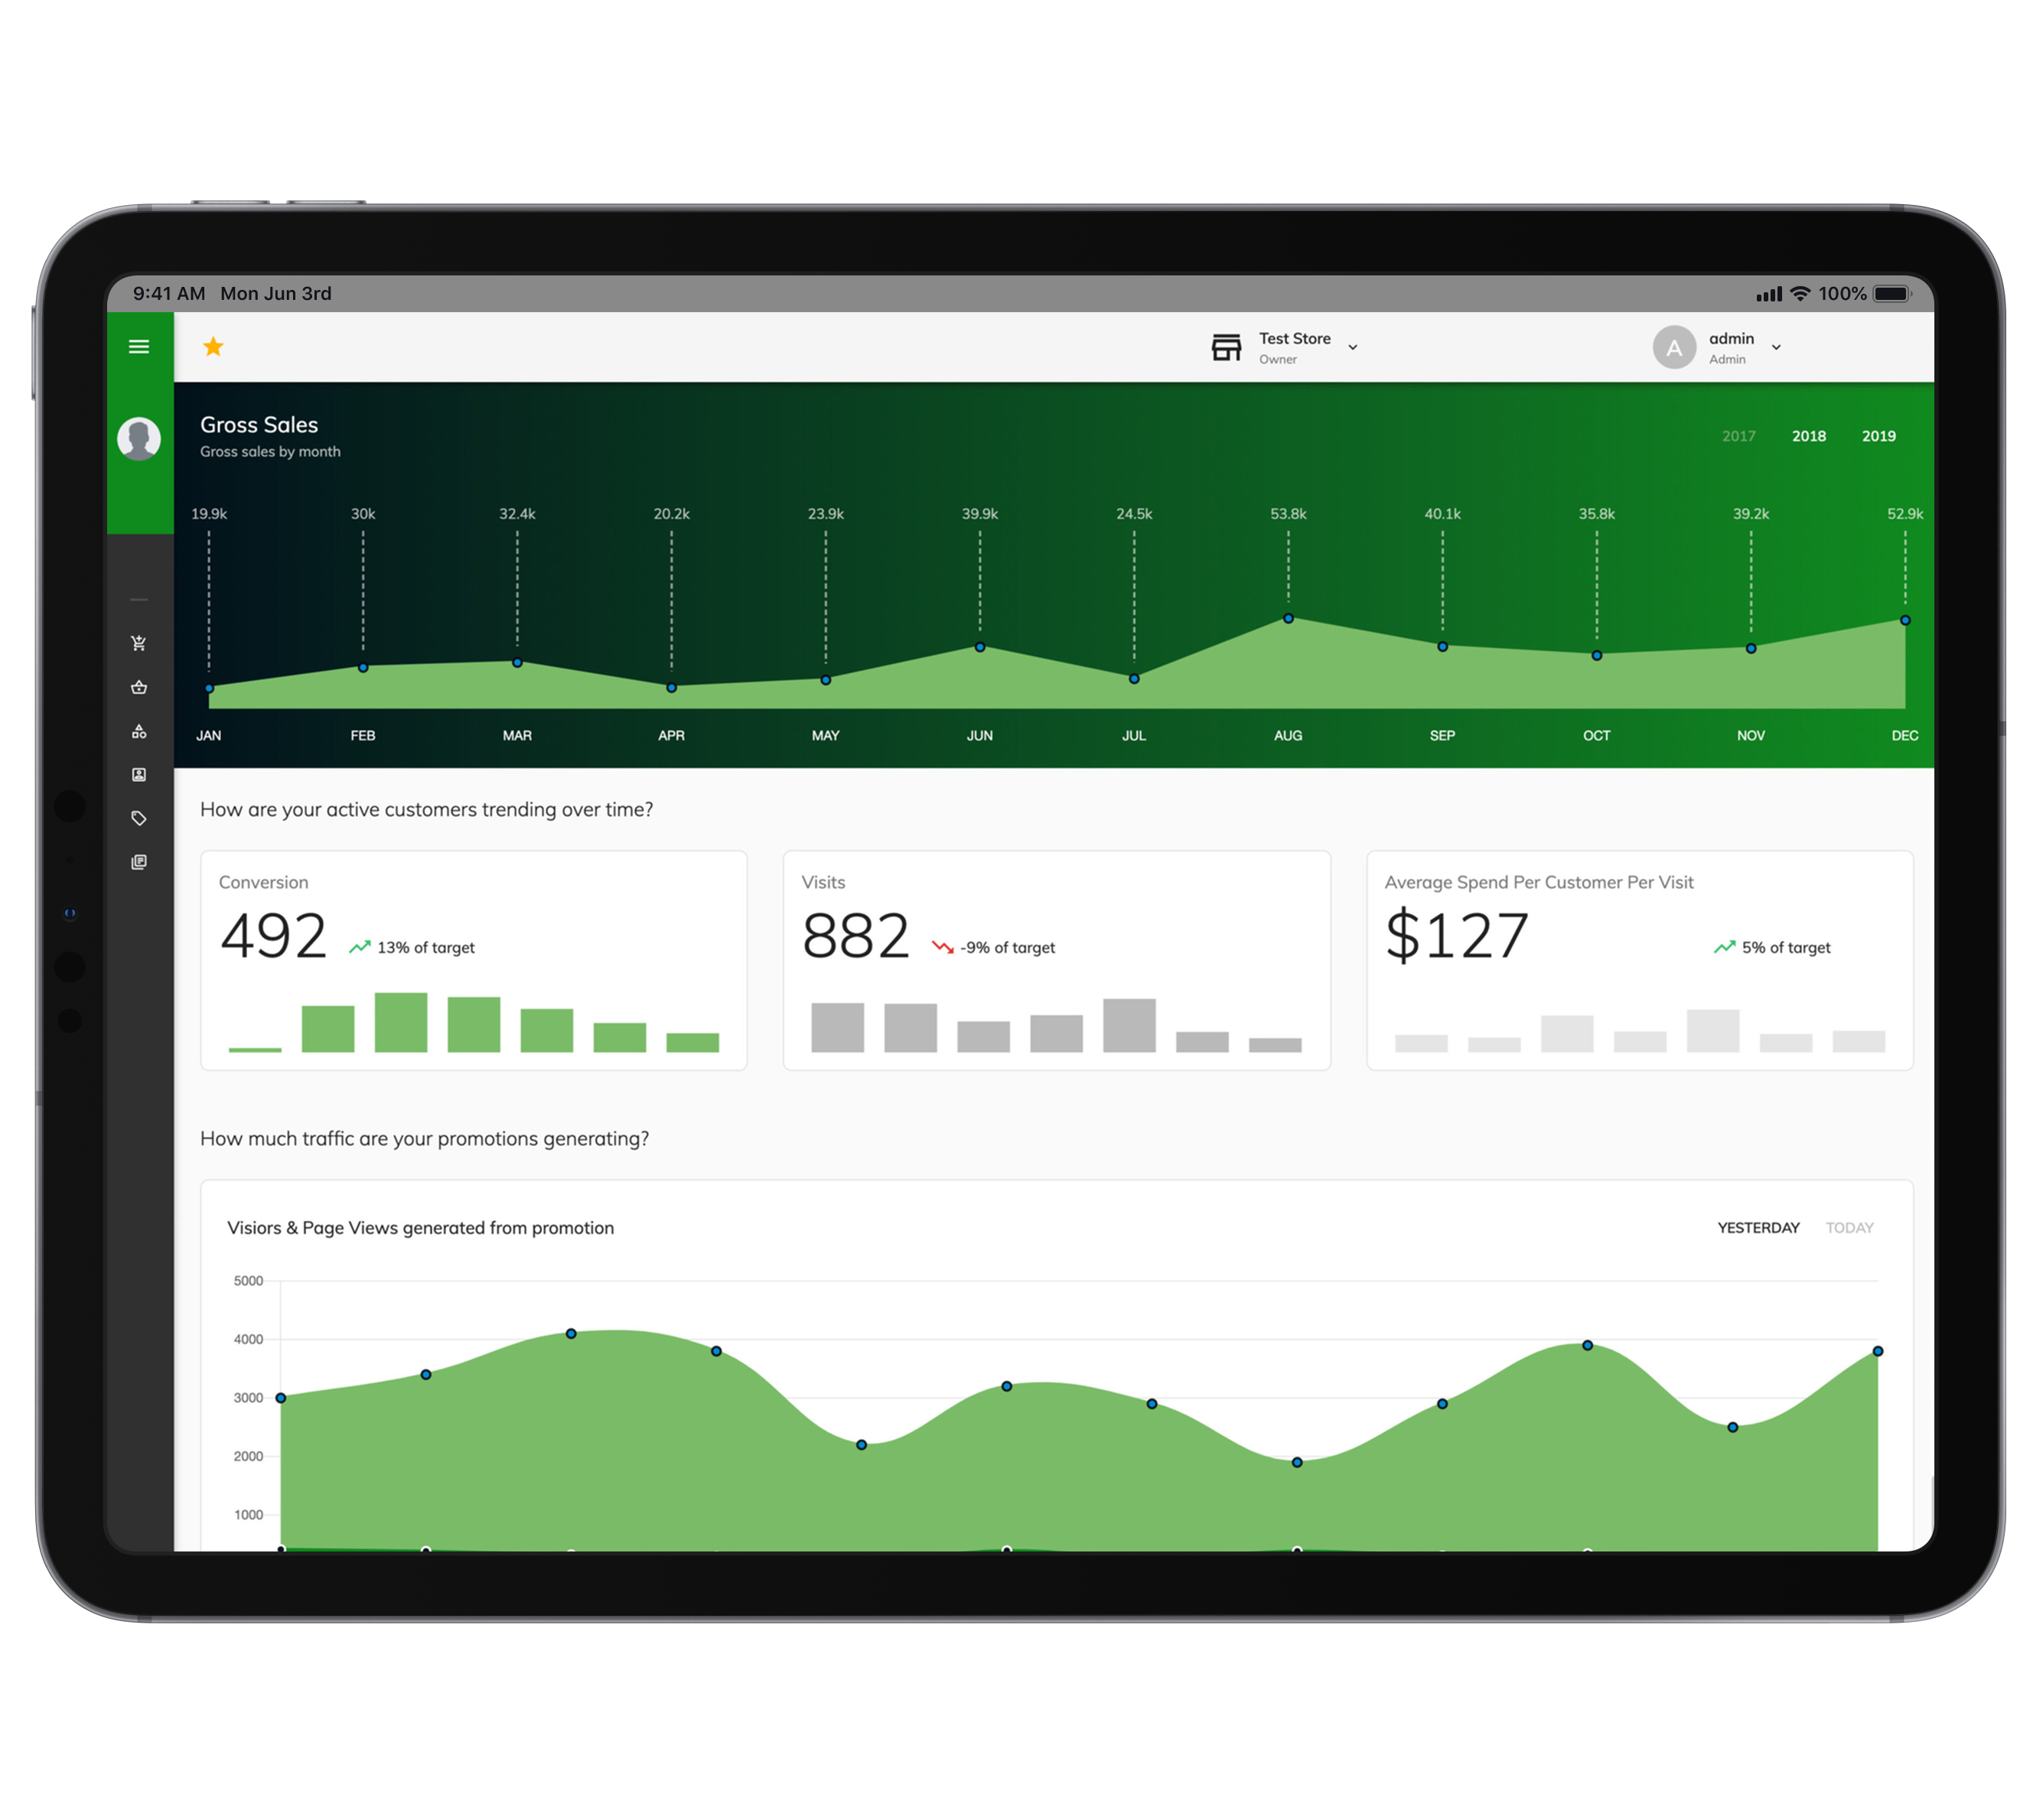 9:41 AM Mon Jun 3rd
100%
Test Store
Owner
A
admin
Admin
Gross Sales
Gross sales by month
2017 2018 2019
19.9k 30k 32.4k 20.2k 23.9k 39.9k 24.5k 53.8k 40.1k 35.8k 39.2k 52.9k
JAN FEB MAR APR MAY JUN JUL AUG SEP OCT NOV DEC
How are your active customers trending over time?
Conversion
492 13% of target
Visits
882 -9% of target
Average Spend Per Customer Per Visit
$127 5% of target
How much traffic are your promotions generating?
Visiors & Page Views generated from promotion
YESTERDAY TODAY
5000
4000
3000
2000
1000